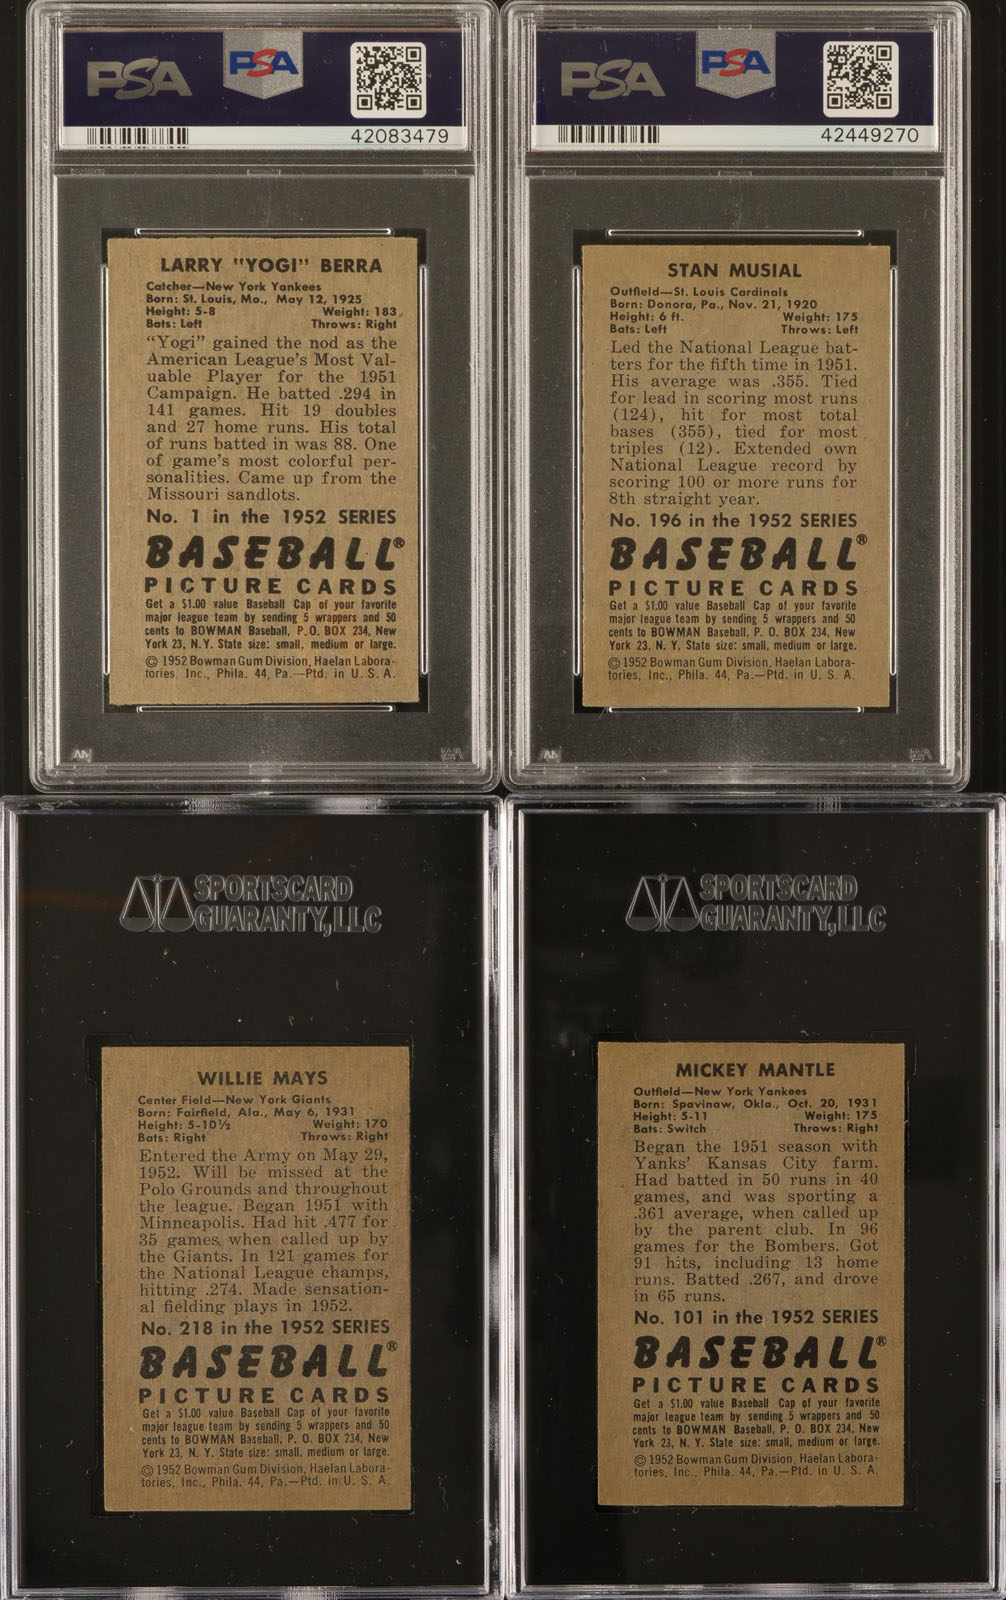 PSA PSA
42083479
LARRY "YOGI" BERRA
Catcher—New York Yankees
Born: St. Louis, Mo., May 12, 1925
Height: 5-8 Weight: 183
Bats: Left Throws: Right
"Yogi" gained the nod as the
American League's Most Val-
uable Player for the 1951
Campaign. He batted .294 in
141 games. Hit 19 doubles
and 27 home runs. His total
of runs batted in was 88. One
of game's most colorful per-
sonalities. Came up from the
Missouri sandlots.
No. 1 in the 1952 SERIES
BASEBALL®
PICTURE CARDS
Get a $1.00 value Baseball Cap of your favorite
major league team by sending 5 wrappers and 50
cents to BOWMAN Baseball, P. O. BOX 234, New
York 23, N. Y. State size: small, medium or large.
© 1952 Bowman Gum Division, Haelan Labora-
tories, Inc., Phila. 44, Pa.—Ptd. in U. S. A.
PSA PSA
42449270
STAN MUSIAL
Outfield—St. Louis Cardinals
Born: Donora, Pa., Nov. 21, 1920
Height: 6 ft. Weight: 175
Bats: Left Throws: Left
Led the National League bat-
ters for the fifth time in 1951.
His average was .355. Tied
for lead in scoring most runs
(124), hit for most total
bases (355), tied for most
triples (12). Extended own
National League record by
scoring 100 or more runs for
8th straight year.
No. 196 in the 1952 SERIES
BASEBALL®
PICTURE CARDS
Get a $1.00 value Baseball Cap of your favorite
major league team by sending 5 wrappers and 50
cents to BOWMAN Baseball, P. O. BOX 234, New
York 23, N. Y. State size: small, medium or large.
© 1952 Bowman Gum Division, Haelan Labora-
tories, Inc., Phila. 44, Pa.—Ptd. in U. S. A.
SPORTSCARD
GUARANTY, LLC
WILLIE MAYS
Center Field—New York Giants
Born: Fairfield, Ala., May 6, 1931
Height: 5-10½ Weight: 170
Bats: Right Throws: Right
Entered the Army on May 29,
1952. Will be missed at the
Polo Grounds and throughout
the league. Began 1951 with
Minneapolis. Had hit .477 for
35 games when called up by
the Giants. In 121 games for
the National League champs,
hitting .274. Made sensation-
al fielding plays in 1952.
No. 218 in the 1952 SERIES
BASEBALL®
PICTURE CARDS
Get a $1.00 value Baseball Cap of your favorite
major league team by sending 5 wrappers and 50
cents to BOWMAN Baseball, P. O. BOX 234, New
York 23, N. Y. State size: small, medium or large.
© 1952 Bowman Gum Division, Haelan Labora-
tories, Inc., Phila. 44, Pa.—Ptd. in U. S. A.
SPORTSCARD
GUARANTY, LLC
MICKEY MANTLE
Outfield—New York Yankees
Born: Spavinaw, Okla., Oct. 20, 1931
Height: 5-11 Weight: 175
Bats: Switch Throws: Right
Began the 1951 season with
Yanks' Kansas City farm.
Had batted in 50 runs in 40
games, and was sporting a
.361 average, when called up
by the parent club. In 96
games for the Bombers. Got
91 hits, including 13 home
runs. Batted .267, and drove
in 65 runs.
No. 101 in the 1952 SERIES
BASEBALL®
PICTURE CARDS
Get a $1.00 value Baseball Cap of your favorite
major league team by sending 5 wrappers and 50
cents to BOWMAN Baseball, P. O. BOX 234, New
York 23, N. Y. State size: small, medium or large.
© 1952 Bowman Gum Division, Haelan Labora-
tories, Inc., Phila. 44, Pa.—Ptd. in U. S. A.